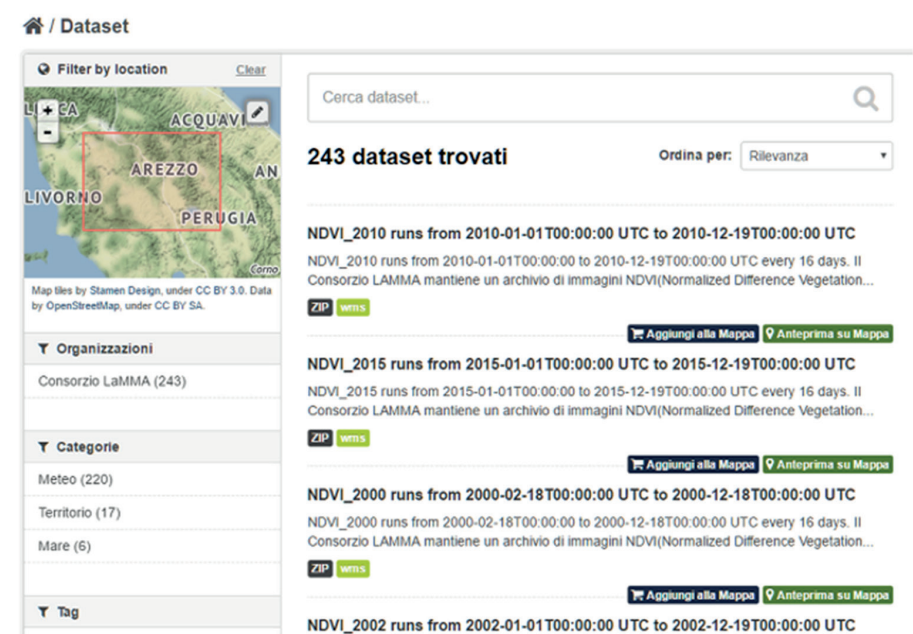 / Dataset
Filter by location Clear
ACQUAVI
AREZZO
AN
LIVORNO
PERUGIA
Corno
+
-
Map tiles by Stamen Design, under CC BY 3.0. Data
by OpenStreetMap, under CC BY SA.
Organizzazioni
Consorzio LaMMA (243)
Categorie
Meteo (220)
Territorio (17)
Mare (6)
Tag
Cerca dataset...
243 dataset trovati
Ordina per: Rilevanza
NDVI_2010 runs from 2010-01-01T00:00:00 UTC to 2010-12-19T00:00:00 UTC
NDVI_2010 runs from 2010-01-01T00:00:00 to 2010-12-19T00:00:00 UTC every 16 days. Il
Consorzio LAMMA mantiene un archivio di immagini NDVI(Normalized Difference Vegetation...
ZIP wms
Aggiungi alla Mappa Anteprima su Mappa
NDVI_2015 runs from 2015-01-01T00:00:00 UTC to 2015-12-19T00:00:00 UTC
NDVI_2015 runs from 2015-01-01T00:00:00 to 2015-12-19T00:00:00 UTC every 16 days. Il
Consorzio LAMMA mantiene un archivio di immagini NDVI(Normalized Difference Vegetation...
ZIP wms
Aggiungi alla Mappa Anteprima su Mappa
NDVI_2000 runs from 2000-02-18T00:00:00 UTC to 2000-12-18T00:00:00 UTC
NDVI_2000 runs from 2000-02-18T00:00:00 to 2000-12-18T00:00:00 UTC every 16 days. Il
Consorzio LAMMA mantiene un archivio di immagini NDVI(Normalized Difference Vegetation...
ZIP wms
Aggiungi alla Mappa Anteprima su Mappa
NDVI_2002 runs from 2002-01-01T00:00:00 UTC to 2002-12-19T00:00:00 UTC